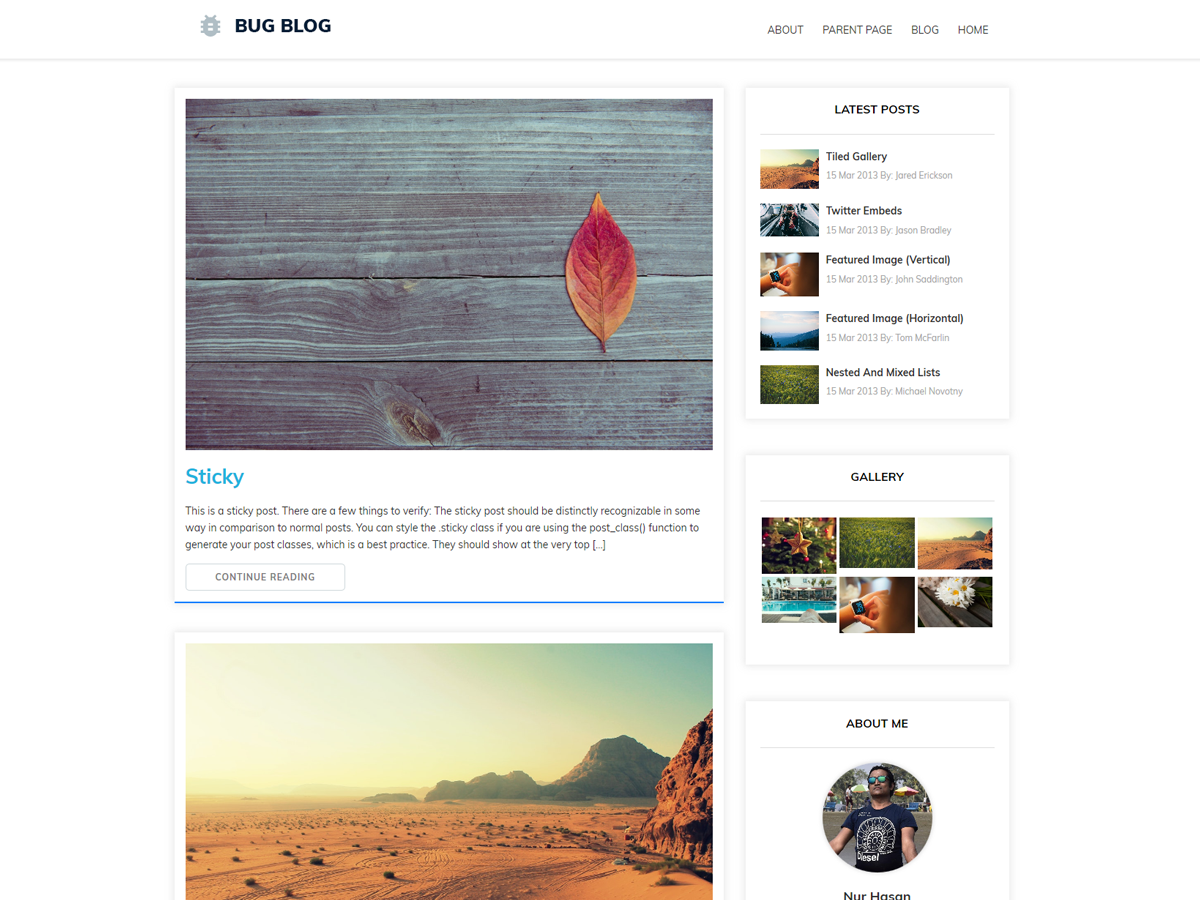 BUG BLOG
ABOUT
PARENT PAGE
BLOG
HOME
Sticky
This is a sticky post. There are a few things to verify: The sticky post should be distinctly recognizable in some
way in comparison to normal posts. You can style the .sticky class if you are using the post_class() function to
generate your post classes, which is a best practice. They should show at the very top [...]
CONTINUE READING
LATEST POSTS
Tiled Gallery
15 Mar 2013 By: Jared Erickson
Twitter Embeds
15 Mar 2013 By: Jason Bradley
Featured Image (Vertical)
15 Mar 2013 By: John Saddington
Featured Image (Horizontal)
15 Mar 2013 By: Tom McFarlin
Nested And Mixed Lists
15 Mar 2013 By: Michael Novotny
GALLERY
ABOUT ME
Diesel
Nur Hasan